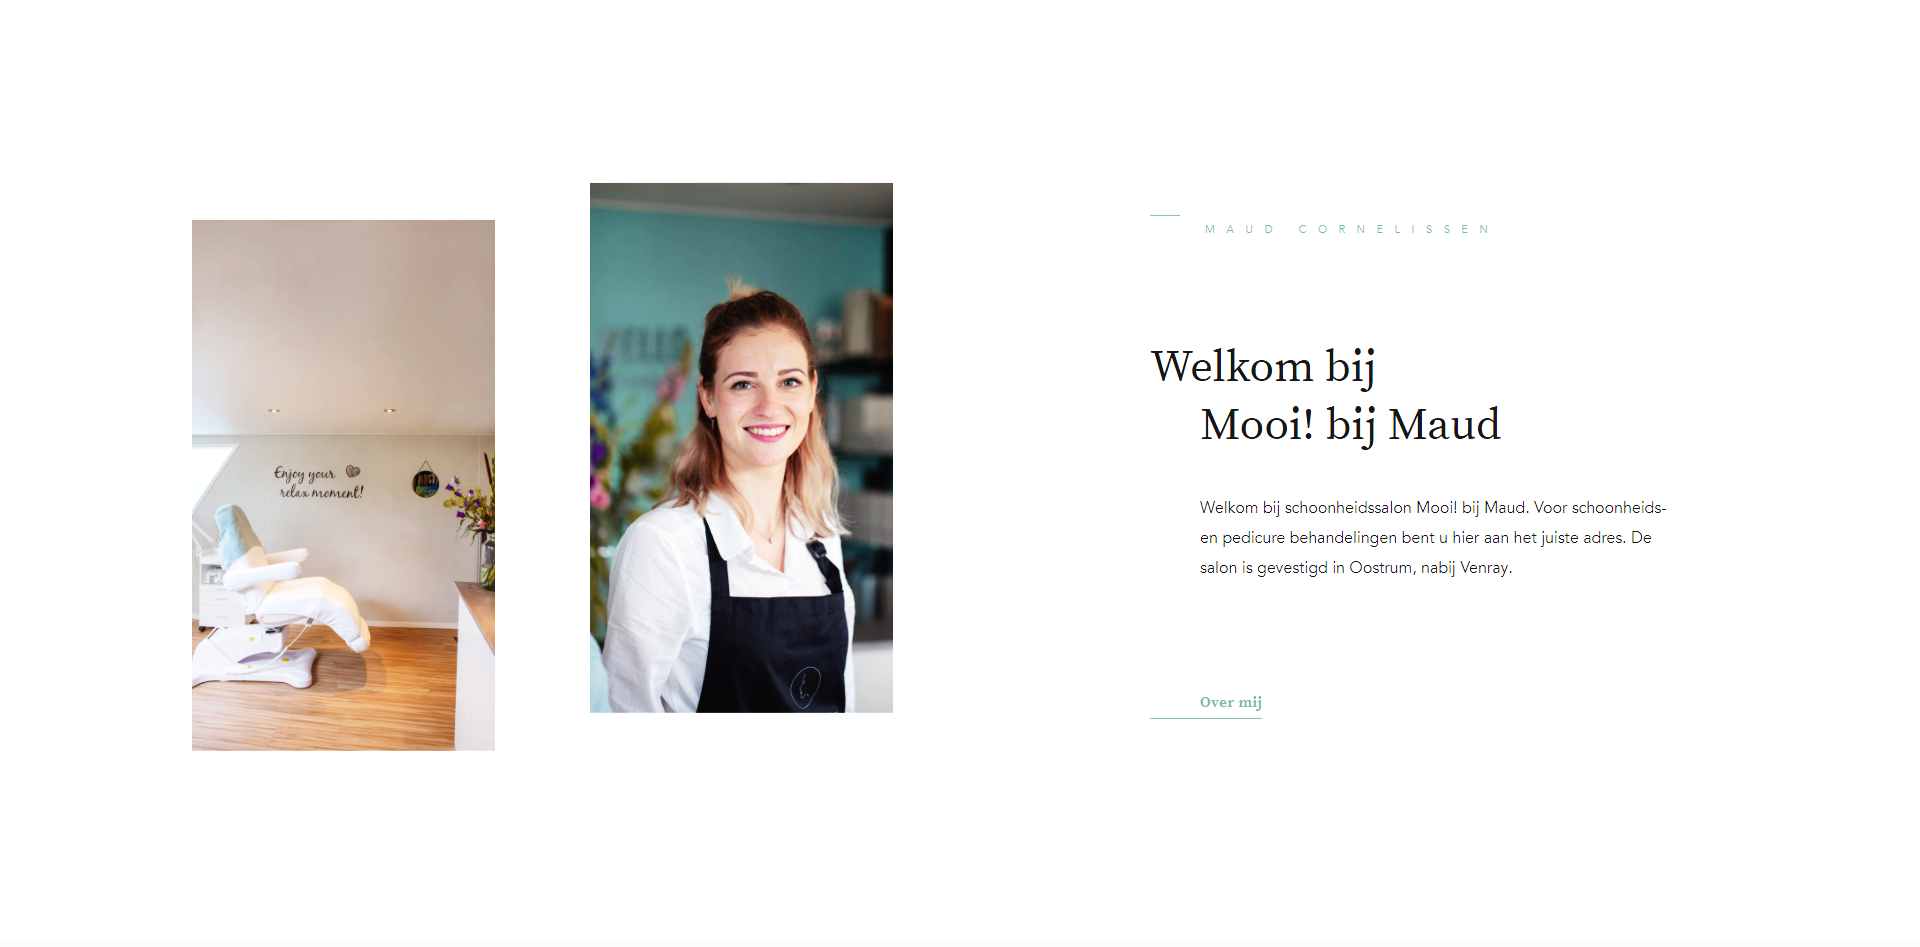 Enjoy your
relax moment!
MAUD CORNELISSEN
Welkom bij
Mooi! bij Maud
Welkom bij schoonheidssalon Mooi! bij Maud. Voor schoonheids-
en pedicure behandelingen bent u hier aan het juiste adres. De
salon is gevestigd in Oostrum, nabij Venray.
Over mij